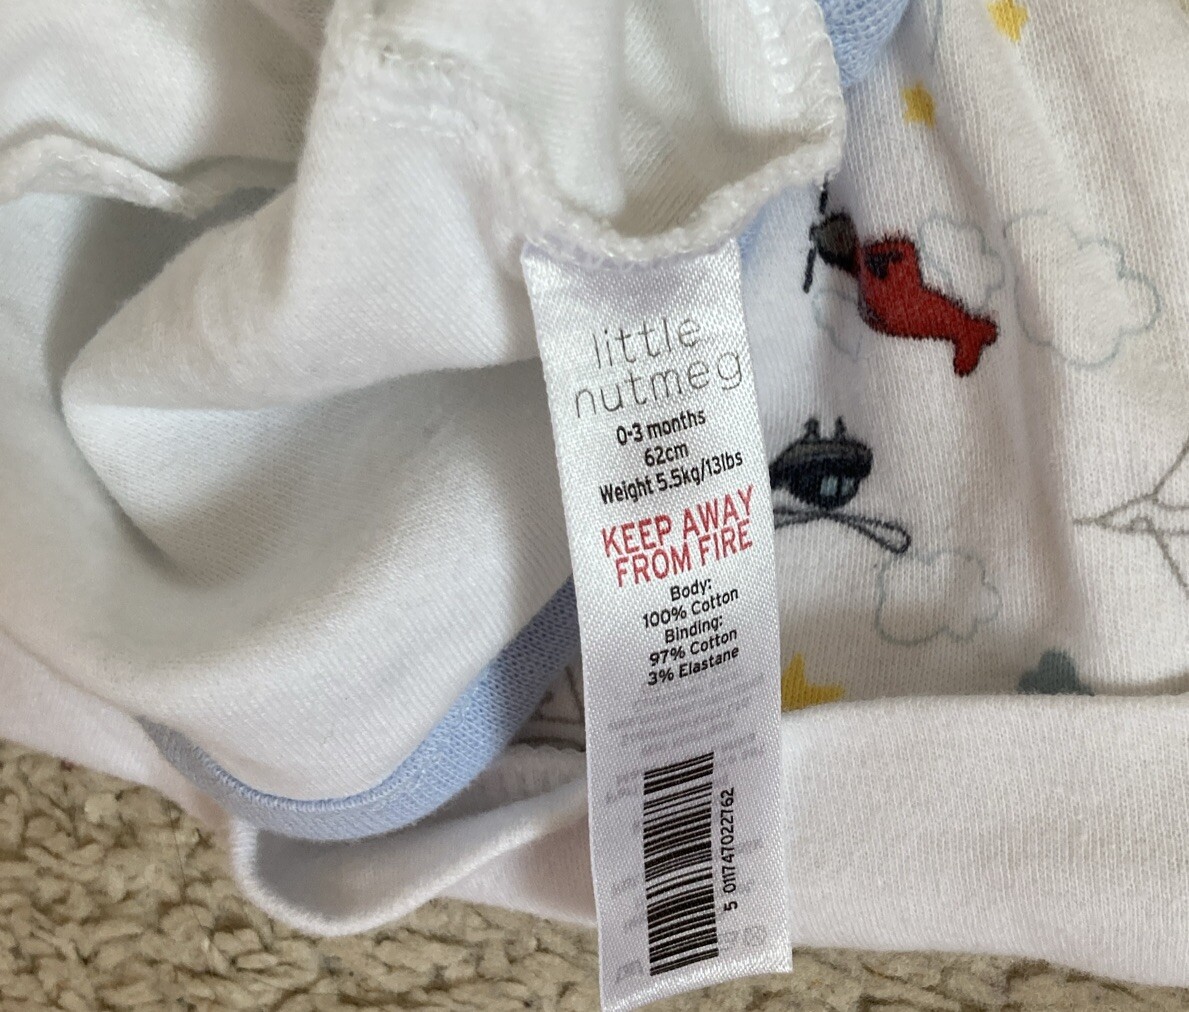 little
nutmeg
0-3 months
62cm
Weight 5.5kg/13lbs
KEEP AWAY
FROM FIRE
Body:
100% Cotton
Binding:
97% Cotton
3% Elastane
5 011747022762